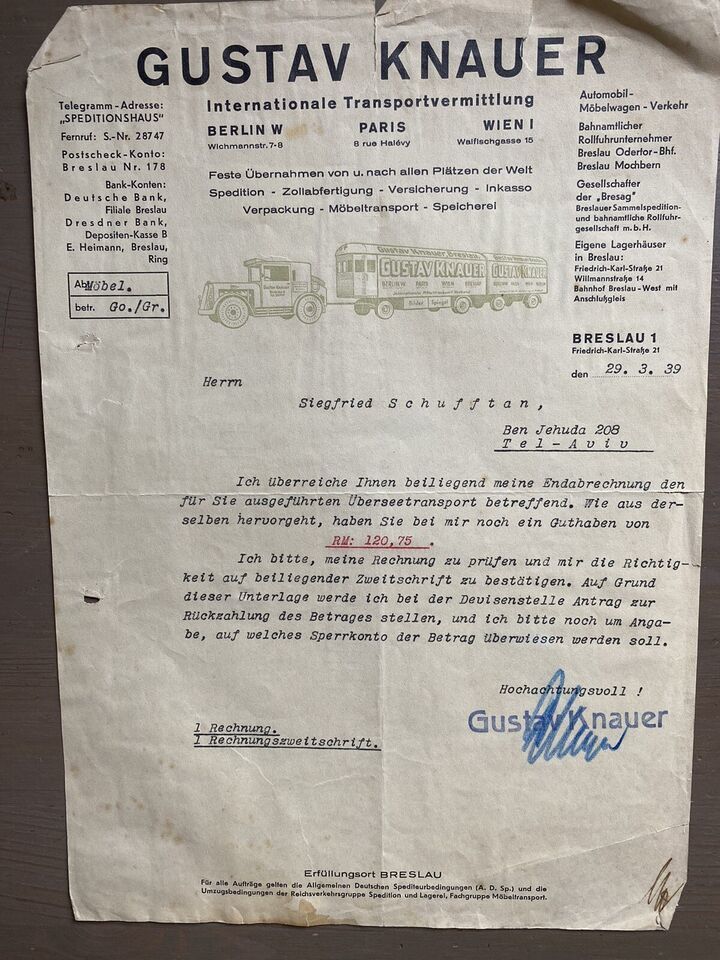 GUSTAV KNAUER
Internationale Transportvermittlung
BERLIN W PARIS WIEN I
Wichmannstr. 7-8 8 rue Halévy Walfischgasse 15
Feste Übernahmen von u. nach allen Plätzen der Welt
Spedition - Zollabfertigung - Versicherung - Inkasso
Verpackung - Möbeltransport - Speicherei
Telegramm-Adresse:
„SPEDITIONSHAUS“
Fernruf: S.-Nr. 28747
Postscheck-Konto:
Breslau Nr. 178
Bank-Konten:
Deutsche Bank,
Filiale Breslau
Dresdner Bank,
Depositen-Kasse B
E. Heimann, Breslau,
Ring
Automobil-
Möbelwagen - Verkehr
Bahnamtlicher
Rollfuhrunternehmer
Breslau Odertor-Bhf.
Breslau Mochbern
Gesellschafter
der „Bresag“
Breslauer Sammelspedition-
und bahnamtliche Rollfuhr-
gesellschaft m.b.H.
Eigene Lagerhäuser
in Breslau:
Friedrich-Karl-Straße 21
Willmannstraße 14
Bahnhof Breslau-West mit
Anschlußgleis
Gustav Knauer Breslau
GUSTAV KNAUER GUSTAV KNAUER
BERLIN W PARIS WIEN BRESLAU
Abt. Möbel.
betr. Go./Gr.
BRESLAU 1
Friedrich-Karl-Straße 21
den 29. 3. 39
Herrn
Siegfried Schufftan,
Ben Jehuda 208
Tel-Aviv
Ich überreiche Ihnen beiliegend meine Endabrechnung den
für Sie ausgeführten Überseetransport betreffend. Wie aus der-
selben hervorgeht, haben Sie bei mir noch ein Guthaben von
RM: 120,75 .
Ich bitte, meine Rechnung zu prüfen und mir die Richtig-
keit auf beiliegender Zweitschrift zu bestätigen. Auf Grund
dieser Unterlage werde ich bei der Devisenstelle Antrag zur
Rückzahlung des Betrages stellen, und ich bitte noch um Anga-
be, auf welches Sperrkonto der Betrag überwiesen werden soll.
Hochachtungsvoll !
Gustav Knauer
1 Rechnung.
1 Rechnungszweitschrift.
Erfüllungsort BRESLAU
Für alle Aufträge gelten die Allgemeinen Deutschen Spediteurbedingungen (A. D. Sp.) und die
Umzugsbedingungen der Reichsverkehrsgruppe Spedition und Lagerei, Fachgruppe Möbeltransport.